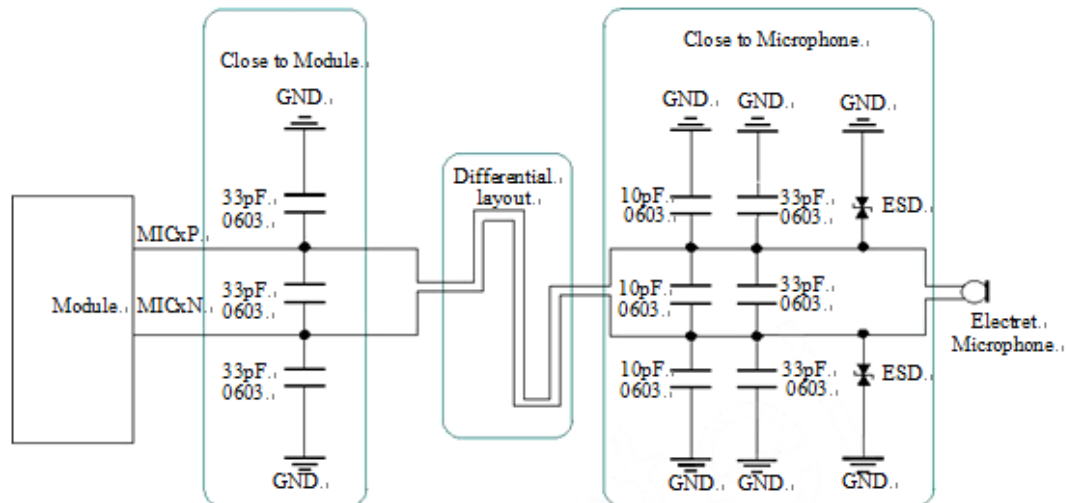 Close to Module.
GND.
33pF.
0603.
MICxP.
Module.
MICxN.
33pF.
0603.
33pF.
0603.
GND.
Differential.
layout.
Close to Microphone.
GND.
GND.
GND.
10pF.
0603.
33pF.
0603.
ESD.
10pF.
0603.
33pF.
0603.
Electret.
Microphone.
10pF.
0603.
33pF.
0603.
ESD.
GND.
GND.
GND.